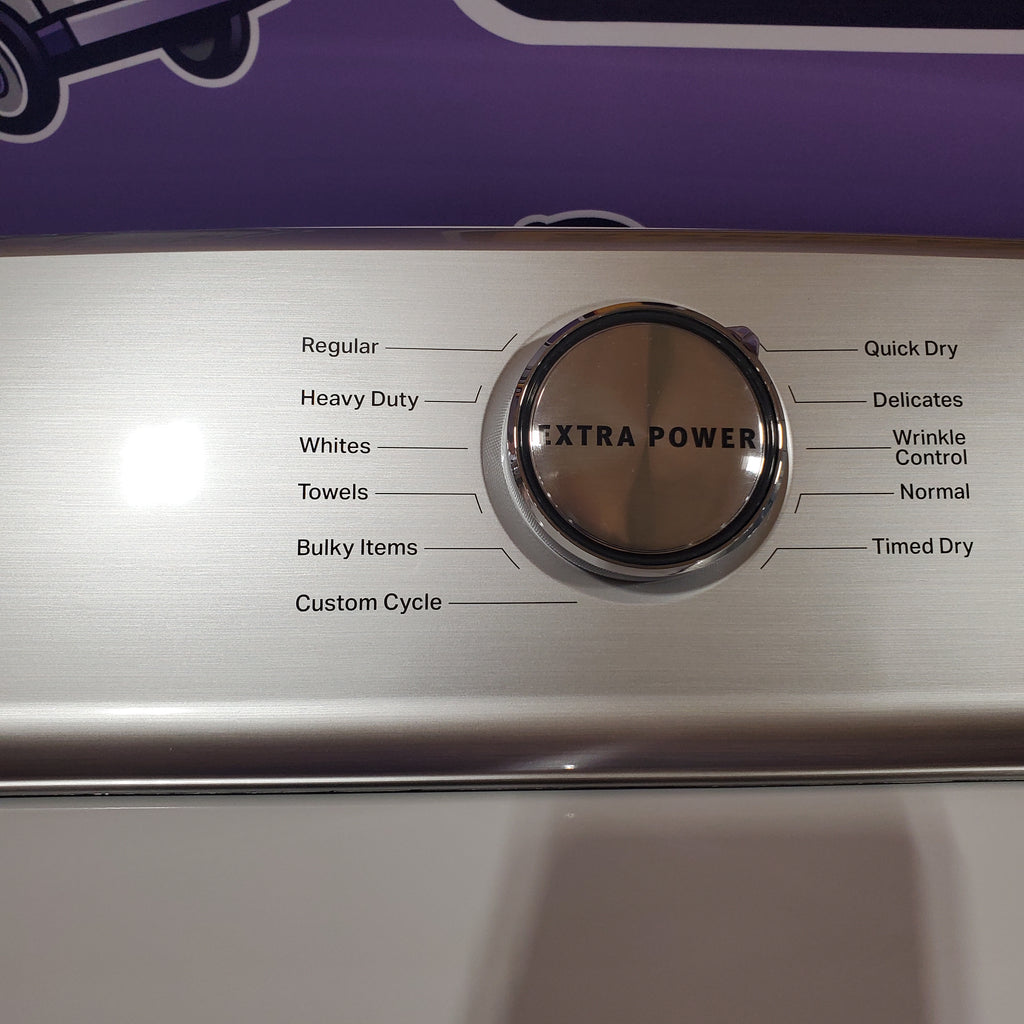 Regular
Heavy Duty
Whites
Towels
Bulky Items
Custom Cycle
EXTRA POWER
Quick Dry
Delicates
Wrinkle
Control
Normal
Timed Dry